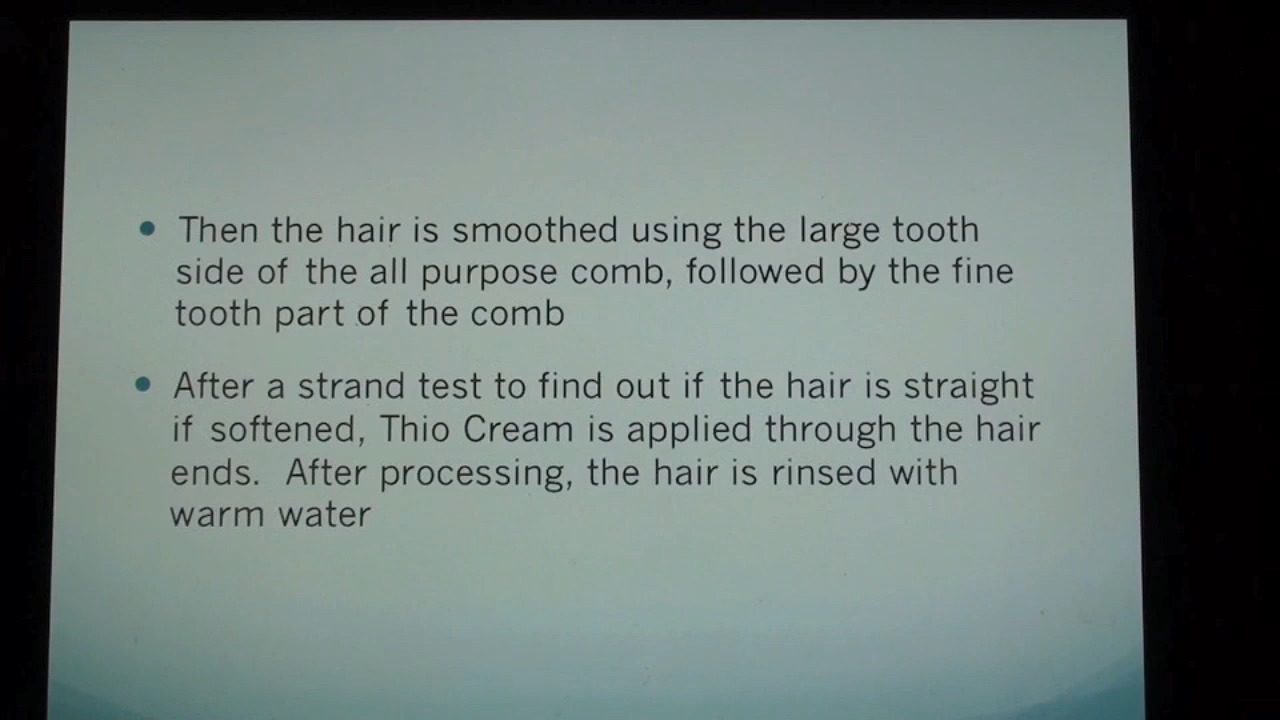 • Then the hair is smoothed using the large tooth
side of the all purpose comb, followed by the fine
tooth part of the comb
• After a strand test to find out if the hair is straight
if softened, Thio Cream is applied through the hair
ends.  After processing, the hair is rinsed with
warm water